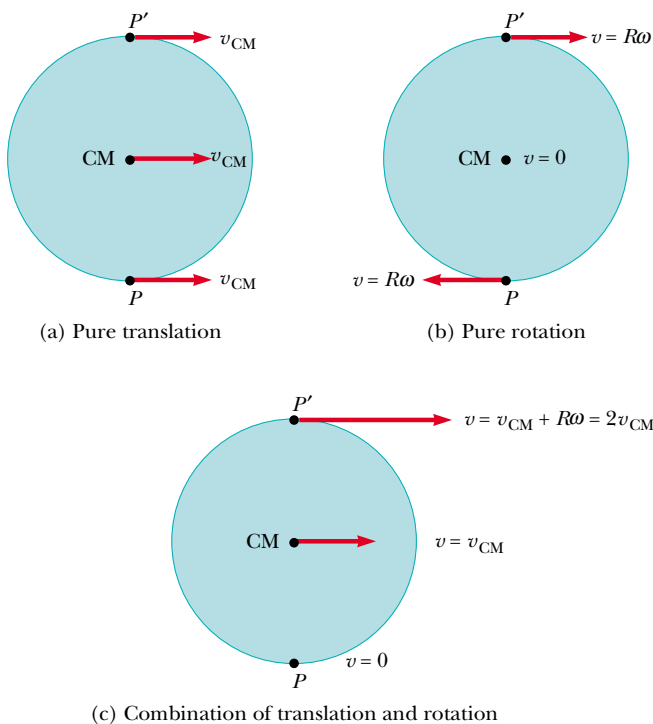 P′
v_CM
CM
v_CM
v_CM
P
(a) Pure translation
P′
v = Rω
CM
v = 0
v = Rω
P
(b) Pure rotation
P′
v = v_CM + Rω = 2v_CM
CM
v = v_CM
v = 0
P
(c) Combination of translation and rotation